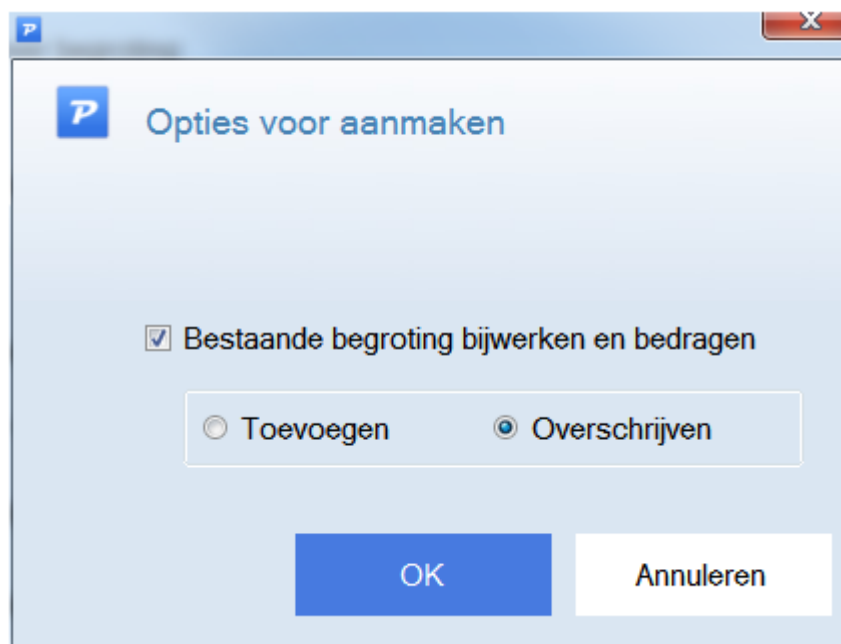 Opties voor aanmaken
Bestaande begroting bijwerken en bedragen
Toevoegen
Overschrijven
OK
Annuleren